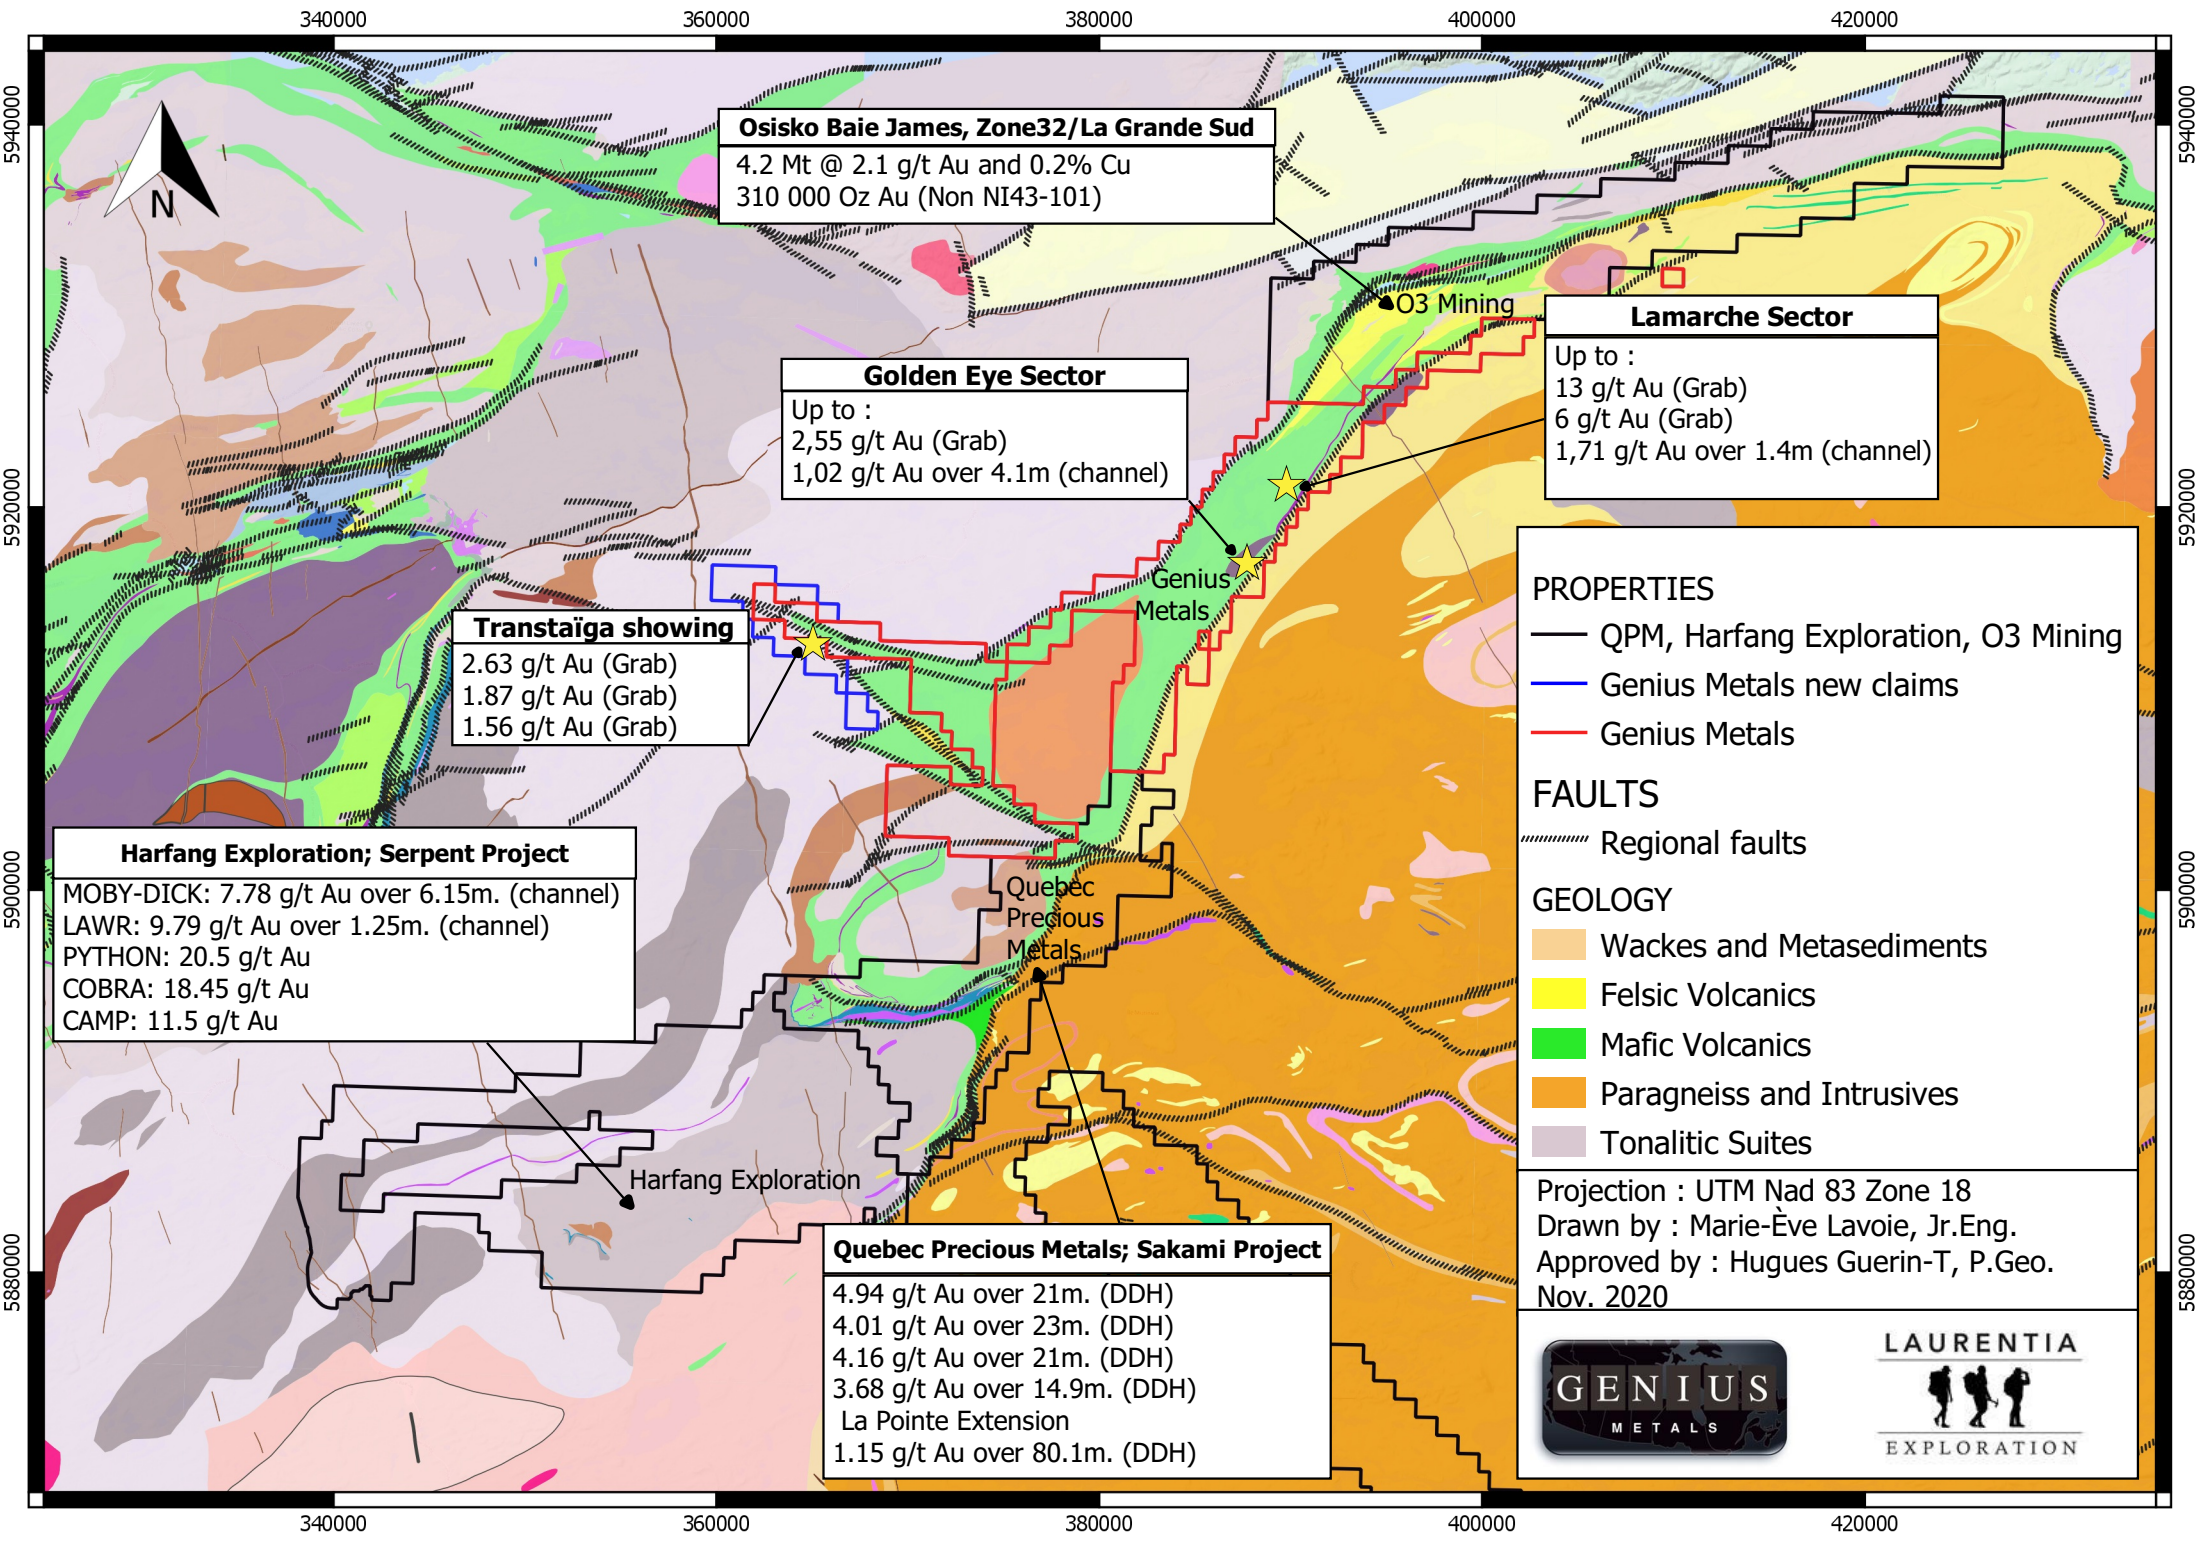 340000 360000 380000 400000 420000
5940000
5940000
N
Osisko Baie James, Zone32/La Grande Sud
4.2 Mt @ 2.1 g/t Au and 0.2% Cu
310 000 Oz Au (Non NI43-101)
O3 Mining
Lamarche Sector
Up to :
13 g/t Au (Grab)
6 g/t Au (Grab)
1,71 g/t Au over 1.4m (channel)
Golden Eye Sector
Up to :
2,55 g/t Au (Grab)
1,02 g/t Au over 4.1m (channel)
5920000
5920000
Genius
Metals
Transtaïga showing
2.63 g/t Au (Grab)
1.87 g/t Au (Grab)
1.56 g/t Au (Grab)
Harfang Exploration; Serpent Project
MOBY-DICK: 7.78 g/t Au over 6.15m. (channel)
LAWR: 9.79 g/t Au over 1.25m. (channel)
PYTHON: 20.5 g/t Au
COBRA: 18.45 g/t Au
CAMP: 11.5 g/t Au
5900000
5900000
Quebec
Precious
Metals
Harfang Exploration
5880000
5880000
Quebec Precious Metals; Sakami Project
4.94 g/t Au over 21m. (DDH)
4.01 g/t Au over 23m. (DDH)
4.16 g/t Au over 21m. (DDH)
3.68 g/t Au over 14.9m. (DDH)
La Pointe Extension
1.15 g/t Au over 80.1m. (DDH)
PROPERTIES
QPM, Harfang Exploration, O3 Mining
Genius Metals new claims
Genius Metals
FAULTS
Regional faults
GEOLOGY
Wackes and Metasediments
Felsic Volcanics
Mafic Volcanics
Paragneiss and Intrusives
Tonalitic Suites
Projection : UTM Nad 83 Zone 18
Drawn by : Marie-Ève Lavoie, Jr.Eng.
Approved by : Hugues Guerin-T, P.Geo.
Nov. 2020
GENIUS
METALS
LAURENTIA
EXPLORATION
340000 360000 380000 400000 420000